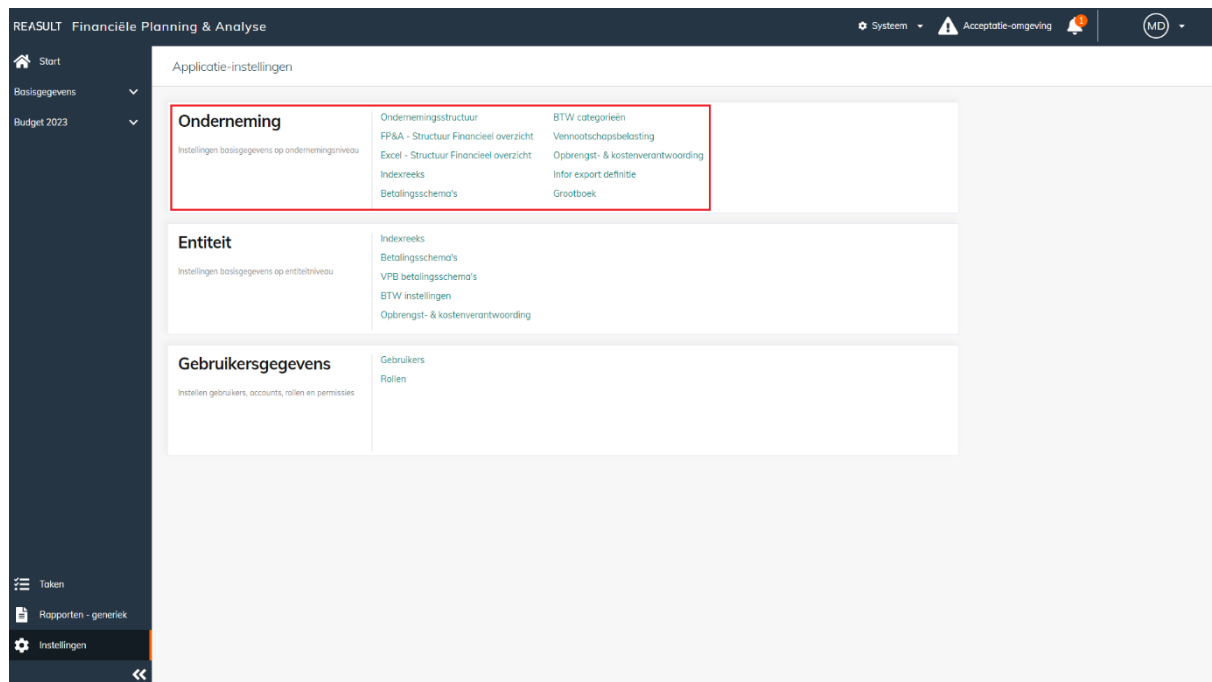 REASULT Financiële Planning & Analyse
Systeem
Acceptatie-omgeving
1
MD
Start
Basisgegevens
Budget 2023
Taken
Rapporten - generiek
Instellingen
Applicatie-instellingen
Onderneming
Instellingen basisgegevens op ondernemingsniveau
Ondernemingsstructuur
FP&A - Structuur Financieel overzicht
Excel - Structuur Financieel overzicht
Indexreeks
Betalingsschema's
BTW categorieën
Vennootschapsbelasting
Opbrengst- & kostenverantwoording
Infor export definitie
Grootboek
Entiteit
Instellingen basisgegevens op entiteitniveau
Indexreeks
Betalingsschema's
VPB betalingsschema's
BTW instellingen
Opbrengst- & kostenverantwoording
Gebruikersgegevens
Instellen gebruikers, accounts, rollen en permissies
Gebruikers
Rollen